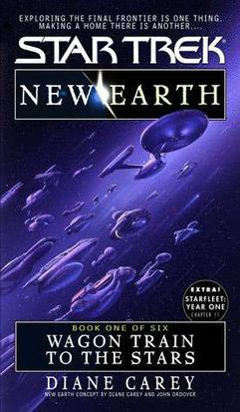 EXPLORING THE FINAL FRONTIER IS ONE THING.
MAKING A HOME THERE IS ANOTHER....
STAR TREK
NEW EARTH
EXTRA!
STARFLEET:
YEAR ONE
CHAPTER 11
BOOK ONE OF SIX
WAGON TRAIN
TO THE STARS
DIANE CAREY
NEW EARTH CONCEPT BY DIANE CAREY AND JOHN ORDOVER